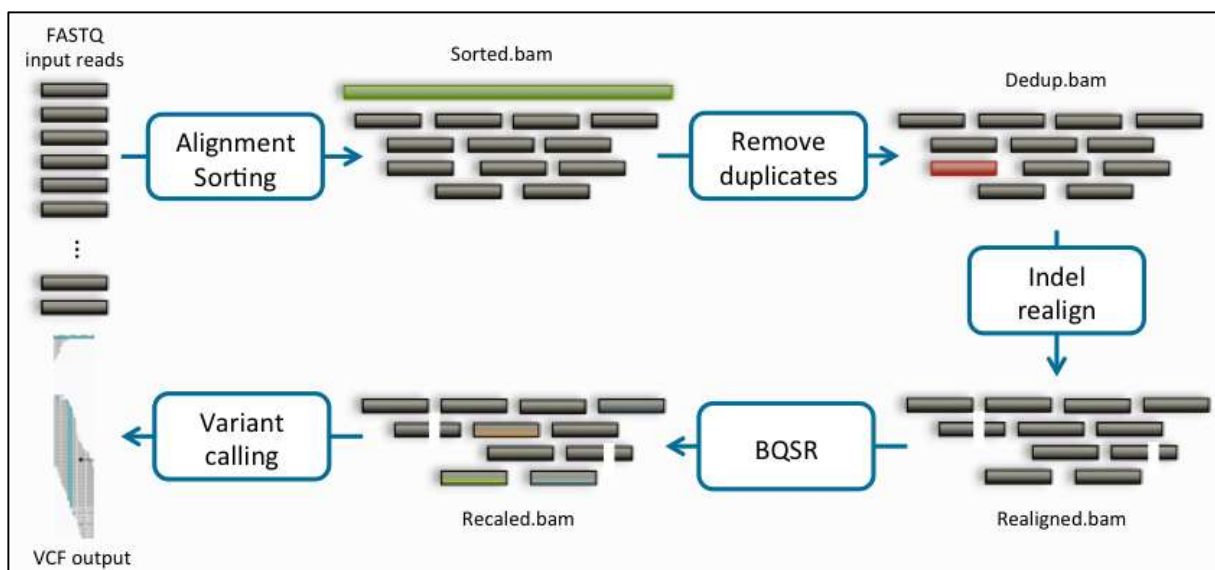 FASTQ
input reads
Alignment
Sorting
Sorted.bam
Remove
duplicates
Dedup.bam
Indel
realign
Realigned.bam
BQSR
Recaled.bam
Variant
calling
VCF output